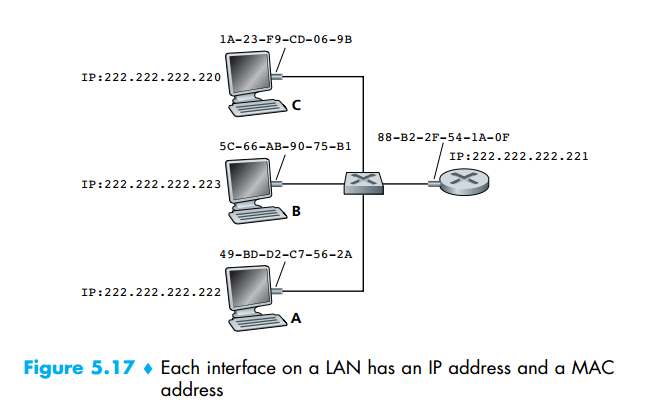 1A-23-F9-CD-06-9B
IP:222.222.222.220
C
88-B2-2F-54-1A-0F
5C-66-AB-90-75-B1
IP:222.222.222.221
IP:222.222.222.223
B
49-BD-D2-C7-56-2A
IP:222.222.222.222
A
Figure 5.17 ♦ Each interface on a LAN has an IP address and a MAC
address